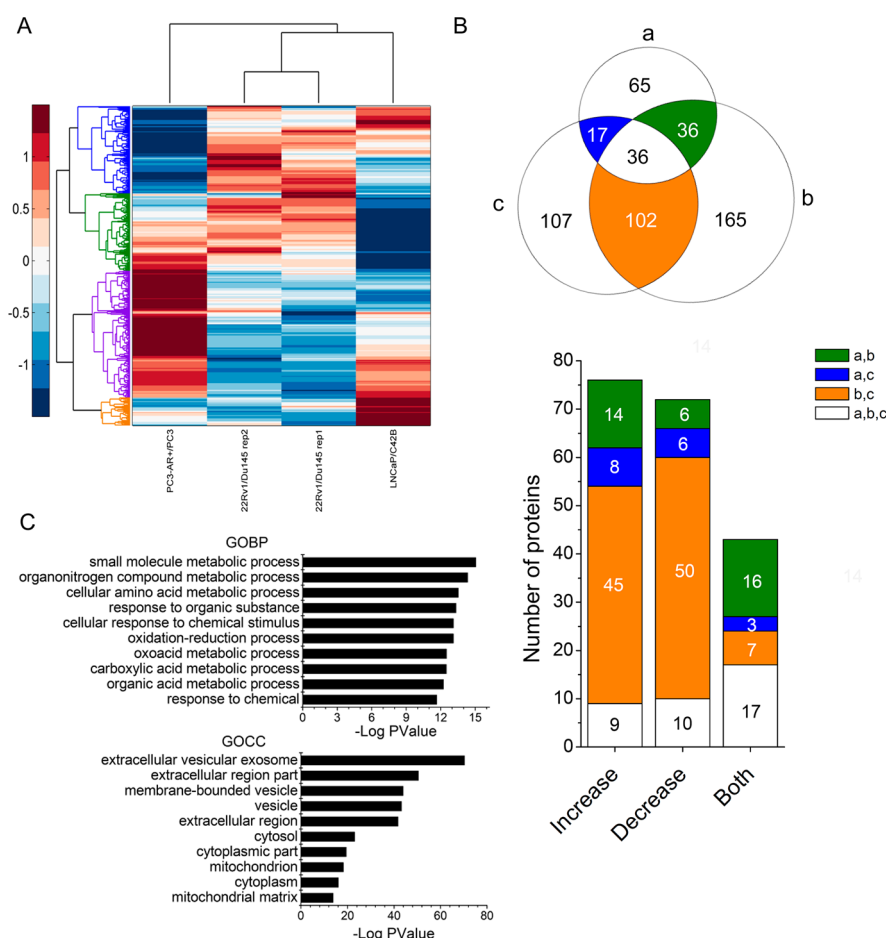 A
1
0.5
0
-0.5
-1
PC3-AR+/PC3
22Rv1/Du145 rep2
22Rv1/Du145 rep1
LNCaP/C42B
B
a
65
17
36
36
c
107
102
165
b
14
80
70
60
50
40
30
20
10
0
Number of proteins
14
8
45
9
6
6
50
10
16
3
7
17
Increase
Decrease
Both
a,b
a,c
b,c
a,b,c
14
C
GOBP
small molecule metabolic process
organonitrogen compound metabolic process
cellular amino acid metabolic process
response to organic substance
cellular response to chemical stimulus
oxidation-reduction process
oxoacid metabolic process
carboxylic acid metabolic process
organic acid metabolic process
response to chemical
0 3 6 9 12 15
-Log PValue
GOCC
extracellular vesicular exosome
extracellular region part
membrane-bounded vesicle
vesicle
extracellular region
cytosol
cytoplasmic part
mitochondrion
cytoplasm
mitochondrial matrix
0 20 40 60 80
-Log PValue